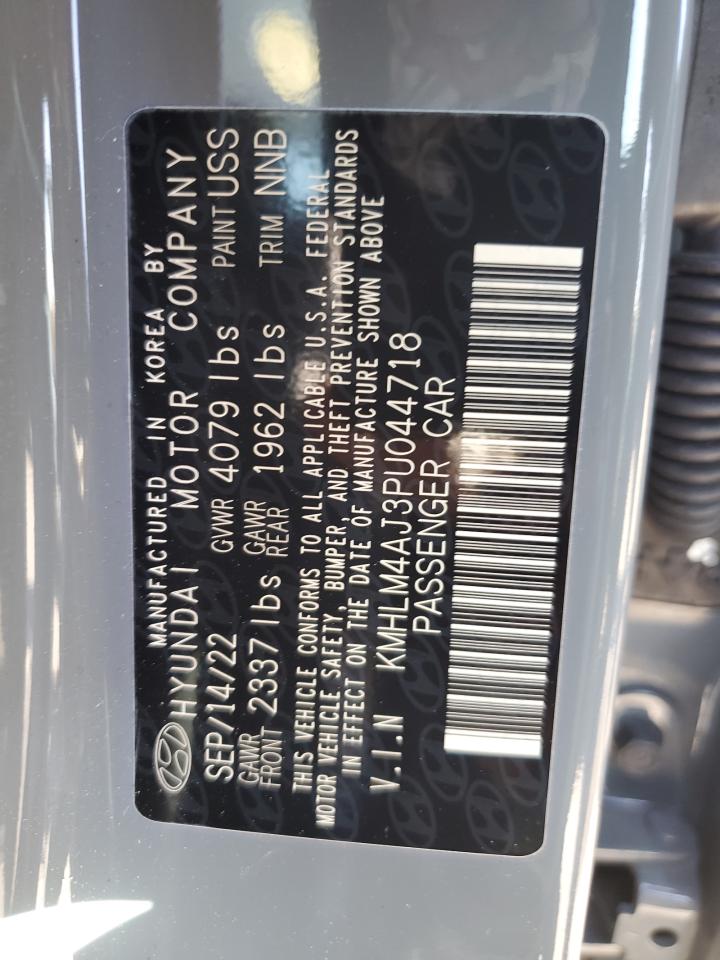 MANUFACTURED IN KOREA BY
HYUNDAI MOTOR COMPANY
SEP/14/22 GVWR 4079 lbs PAINT USS
GAWR FRONT 2337 lbs GAWR REAR 1962 lbs TRIM NNB
THIS VEHICLE CONFORMS TO ALL APPLICABLE U.S.A. FEDERAL
MOTOR VEHICLE SAFETY, BUMPER, AND THEFT PREVENTION STANDARDS
IN EFFECT ON THE DATE OF MANUFACTURE SHOWN ABOVE
V.I.N KMHLM4AJ3PU044718
PASSENGER CAR